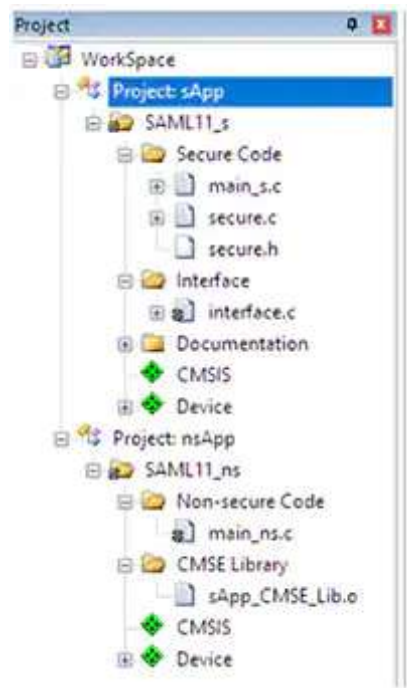 Project
WorkSpace
Project: sApp
SAML11_s
Secure Code
main_s.c
secure.c
secure.h
Interface
interface.c
Documentation
CMSIS
Device
Project: nsApp
SAML11_ns
Non-secure Code
main_ns.c
CMSE Library
sApp_CMSE_Lib.o
CMSIS
Device